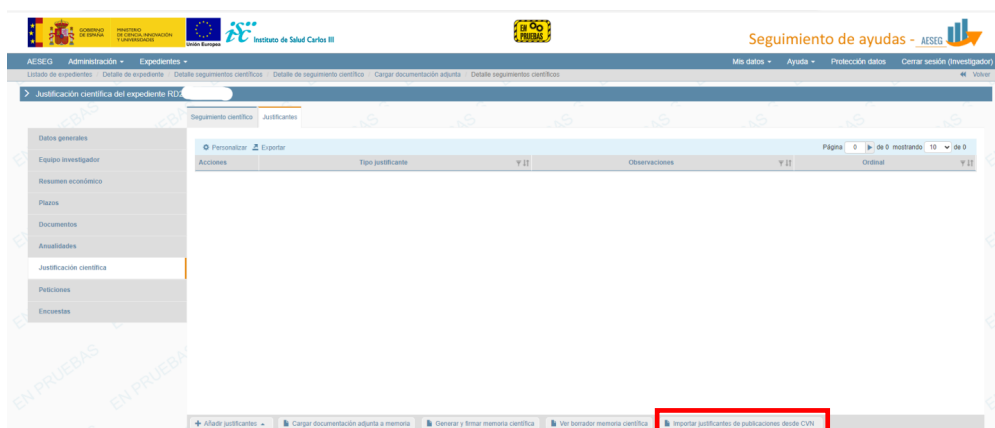 GOBIERNO DE ESPAÑA
MINISTERIO DE CIENCIA, INNOVACIÓN Y UNIVERSIDADES
Unión Europea
Instituto de Salud Carlos III
EN PRUEBAS
Seguimiento de ayudas - AESEG
AESEG Administración Expedientes Mis datos Ayuda Protección datos Cerrar sesión (Investigador)
Listado de expedientes Detalle de expediente Detalle seguimientos científicos Detalle de seguimiento científico Cargar documentación adjunta Detalle seguimientos científicos Volver
Justificación científica del expediente RD2
Seguimiento científico Justificantes
Datos generales
Equipo investigador
Resumen económico
Plazos
Documentos
Anualidades
Justificación científica
Peticiones
Encuestas
Personalizar Exportar Página 0 de 0 mostrando 10 de 0
Acciones Tipo justificante Observaciones Ordinal
EN PRUEBAS
EN PRUEBAS
+ Añadir justificantes Cargar documentación adjunta a memoria Generar y firmar memoria científica Ver borrador memoria científica Importar justificantes de publicaciones desde CVN